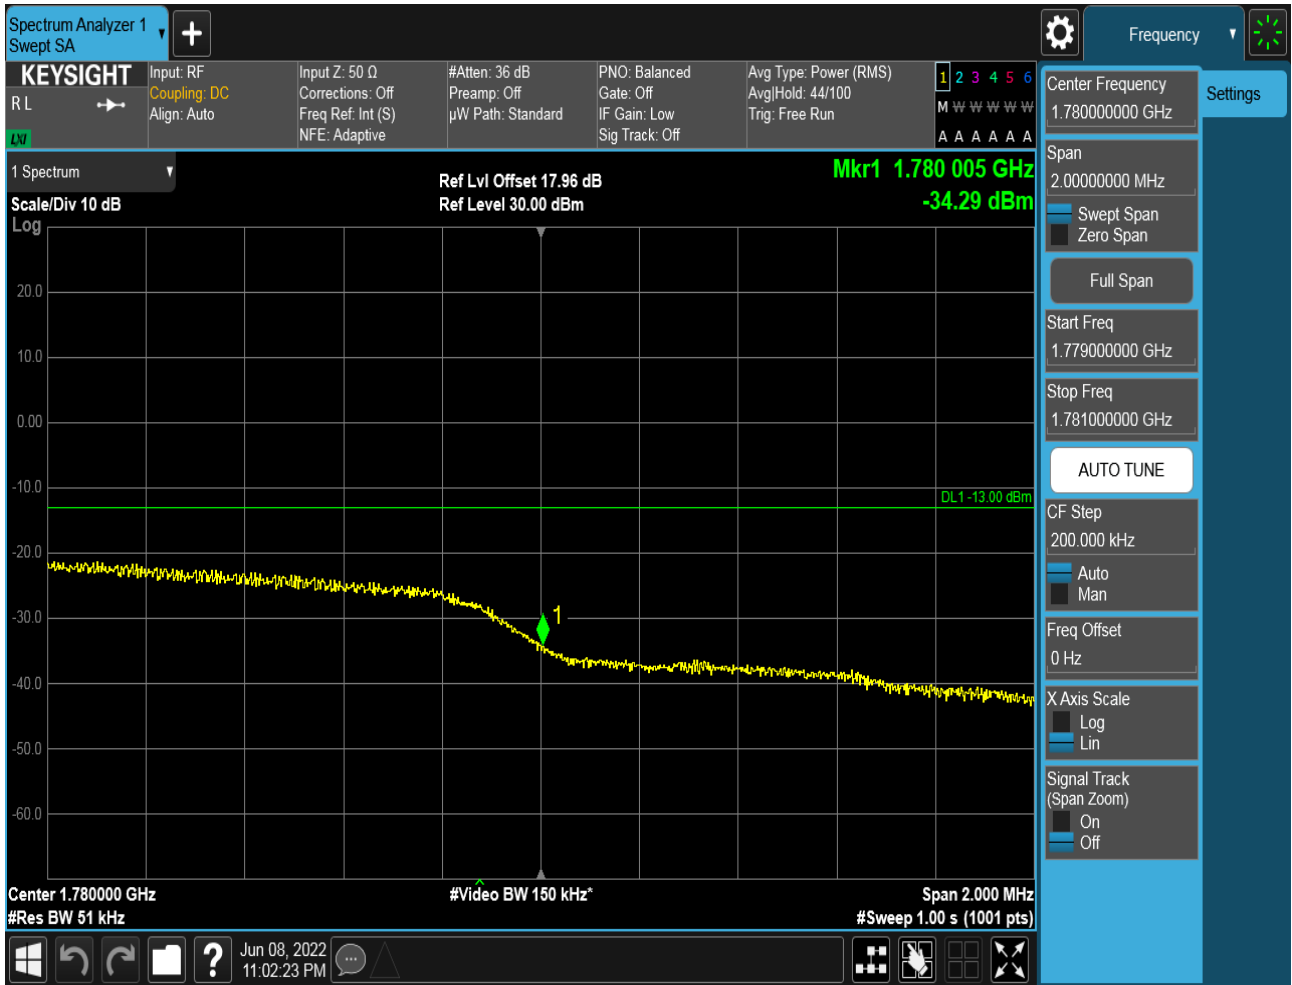 Spectrum Analyzer 1
Swept SA
Frequency
KEYSIGHT
R L
LXI
Input: RF
Coupling: DC
Align: Auto
Input Z: 50 Ω
Corrections: Off
Freq Ref: Int (S)
NFE: Adaptive
#Atten: 36 dB
Preamp: Off
µW Path: Standard
PNO: Balanced
Gate: Off
IF Gain: Low
Sig Track: Off
Avg Type: Power (RMS)
Avg|Hold: 44/100
Trig: Free Run
1 2 3 4 5 6
M W W W W W
A A A A A A
1 Spectrum
Scale/Div 10 dB
Log
Ref Lvl Offset 17.96 dB
Ref Level 30.00 dBm
Mkr1 1.780 005 GHz
-34.29 dBm
20.0
10.0
0.00
-10.0
-20.0
-30.0
-40.0
-50.0
-60.0
DL1 -13.00 dBm
1
Center 1.780000 GHz
#Res BW 51 kHz
#Video BW 150 kHz*
Span 2.000 MHz
#Sweep 1.00 s (1001 pts)
?
Jun 08, 2022
11:02:23 PM
Center Frequency
1.780000000 GHz
Settings
Span
2.00000000 MHz
Swept Span
Zero Span
Full Span
Start Freq
1.779000000 GHz
Stop Freq
1.781000000 GHz
AUTO TUNE
CF Step
200.000 kHz
Auto
Man
Freq Offset
0 Hz
X Axis Scale
Log
Lin
Signal Track
(Span Zoom)
On
Off